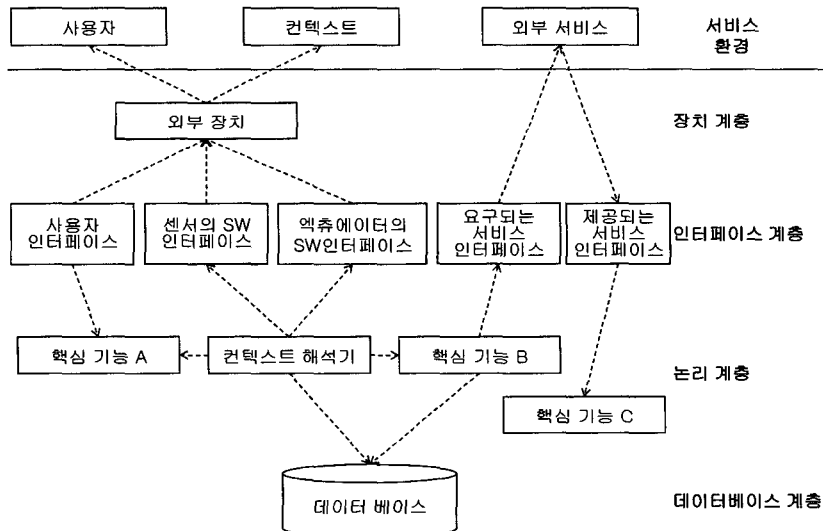 사용자
컨텍스트
외부 서비스
서비스
환경
외부 장치
장치 계층
사용자
인터페이스
센서의 SW
인터페이스
엑츄에이터의
SW인터페이스
요구되는
서비스
인터페이스
제공되는
서비스
인터페이스
인터페이스 계층
핵심 기능 A
컨텍스트 해석기
핵심 기능 B
논리 계층
핵심 기능 C
데이터 베이스
데이터베이스 계층